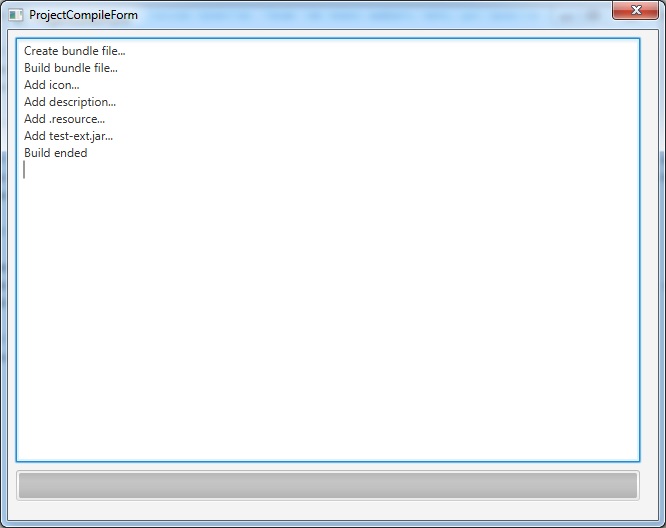 ProjectCompileForm
Create bundle file...
Build bundle file...
Add icon...
Add description...
Add .resource...
Add test-ext.jar...
Build ended